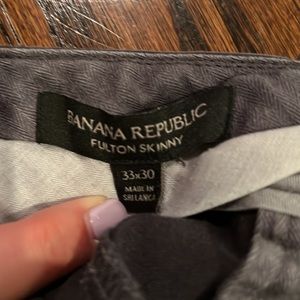 BANANA REPUBLIC
FULTON SKINNY
33x30
MADE IN
SRI LANKA